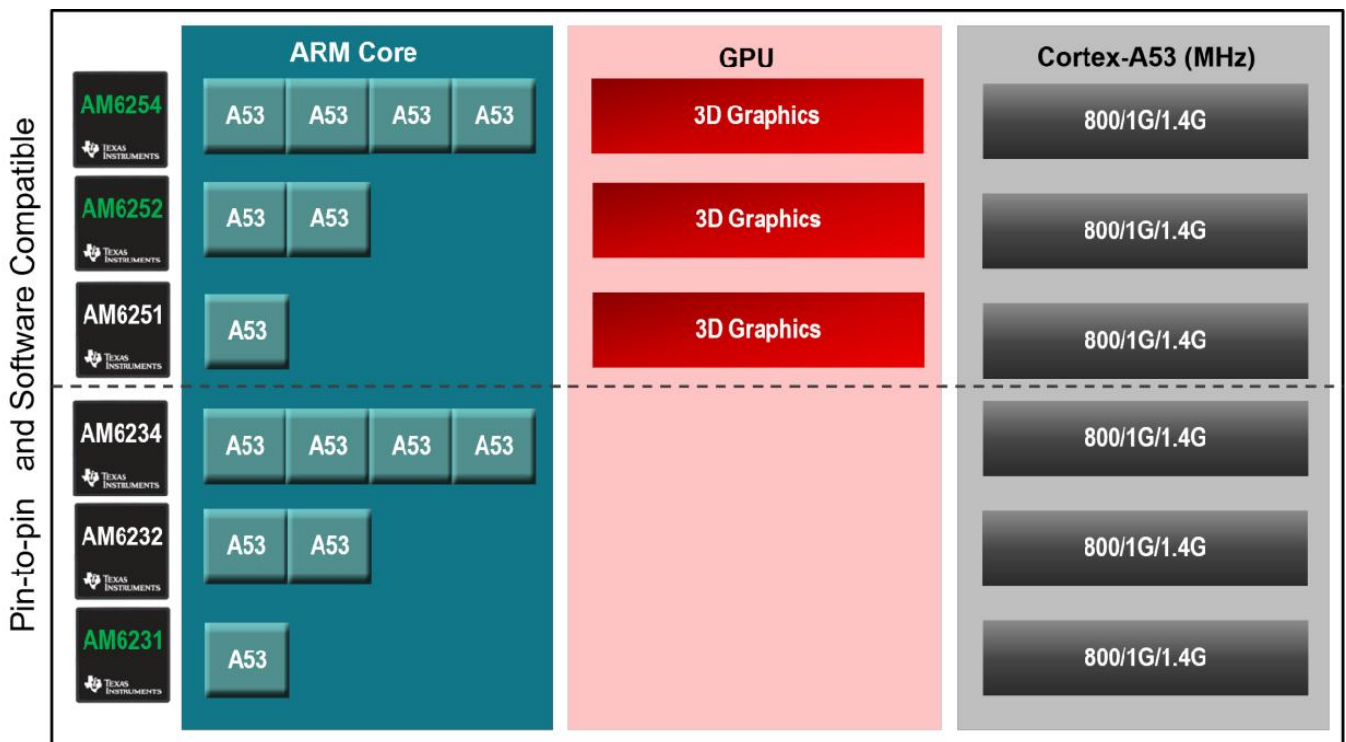 Pin-to-pin and Software Compatible
ARM Core
GPU
Cortex-A53 (MHz)
AM6254
TEXAS
INSTRUMENTS
A53 A53 A53 A53
3D Graphics
800/1G/1.4G
AM6252
TEXAS
INSTRUMENTS
A53 A53
3D Graphics
800/1G/1.4G
AM6251
TEXAS
INSTRUMENTS
A53
3D Graphics
800/1G/1.4G
AM6234
TEXAS
INSTRUMENTS
A53 A53 A53 A53
800/1G/1.4G
AM6232
TEXAS
INSTRUMENTS
A53 A53
800/1G/1.4G
AM6231
TEXAS
INSTRUMENTS
A53
800/1G/1.4G